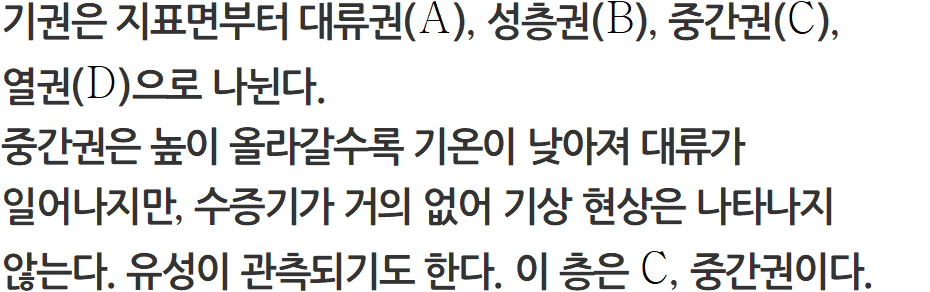 기권은 지표면부터 대류권(A), 성층권(B), 중간권(C),
열권(D)으로 나뉜다.
중간권은 높이 올라갈수록 기온이 낮아져 대류가
일어나지만, 수증기가 거의 없어 기상 현상은 나타나지
않는다. 유성이 관측되기도 한다. 이 층은 C, 중간권이다.